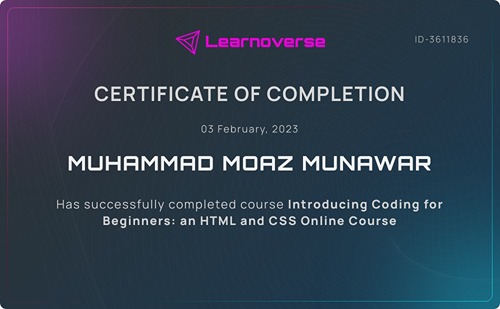 Learnoverse
ID-3611836
CERTIFICATE OF COMPLETION
03 February, 2023
MUHAMMAD MOAZ MUNAWAR
Has successfully completed course Introducing Coding for
Beginners: an HTML and CSS Online Course